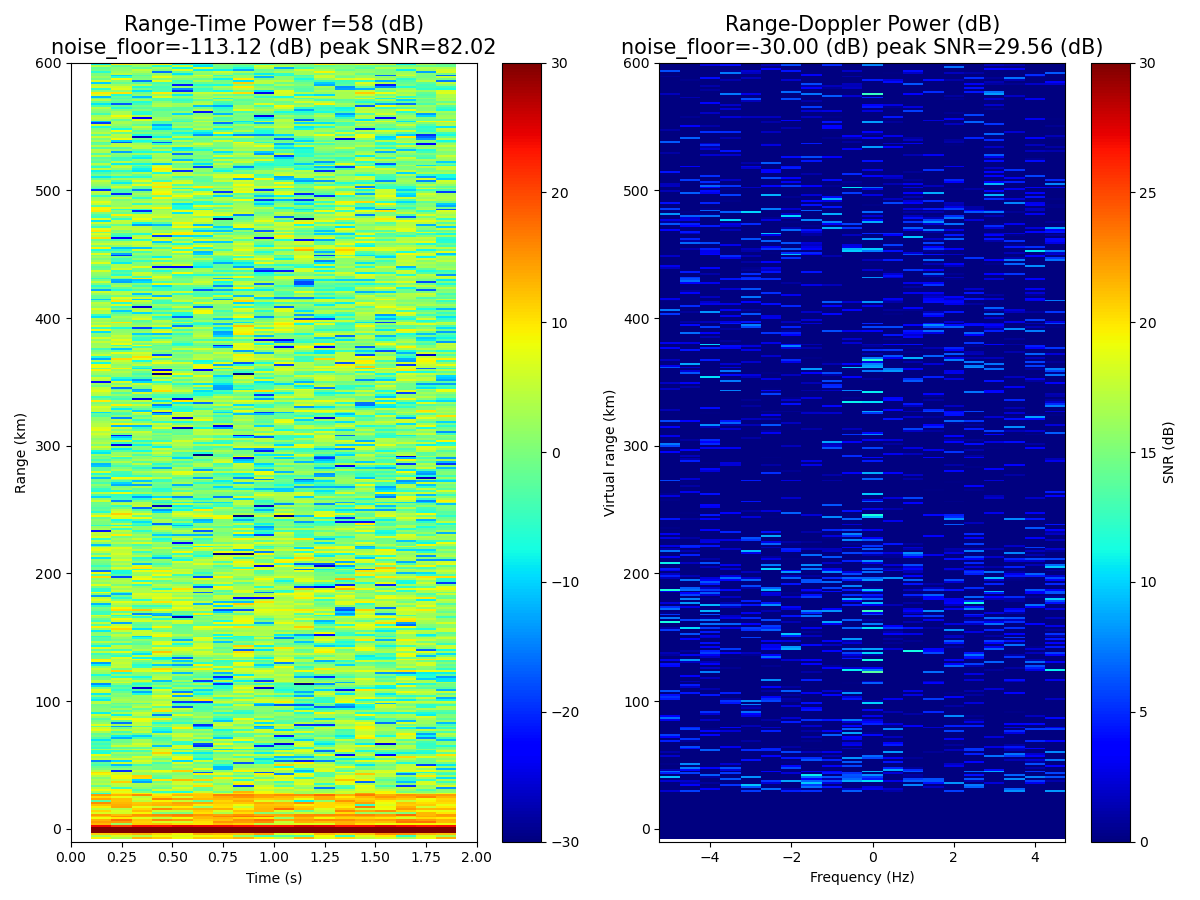 Range-Time Power f=58 (dB)
noise_floor=-113.12 (dB) peak SNR=82.02
Range (km)
600
500
400
300
200
100
0
0.00 0.25 0.50 0.75 1.00 1.25 1.50 1.75 2.00
Time (s)
30
20
10
0
−10
−20
−30
Range-Doppler Power (dB)
noise_floor=-30.00 (dB) peak SNR=29.56 (dB)
Virtual range (km)
600
500
400
300
200
100
0
−4 −2 0 2 4
Frequency (Hz)
30
25
20
15
10
5
0
SNR (dB)